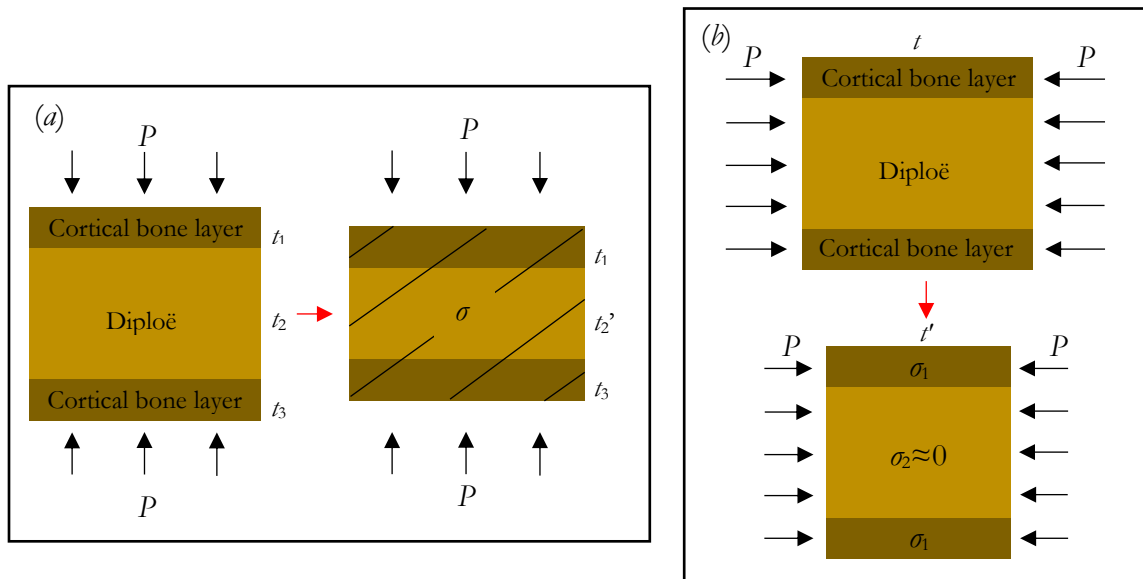 (a)
P
P
Cortical bone layer
t₁
Diploë
t₂
Cortical bone layer
t₃
P
t₁
σ
t₂’
t₃
P
(b)
t
P
P
Cortical bone layer
Diploë
Cortical bone layer
t′
P
P
σ₁
σ₂≈0
σ₁